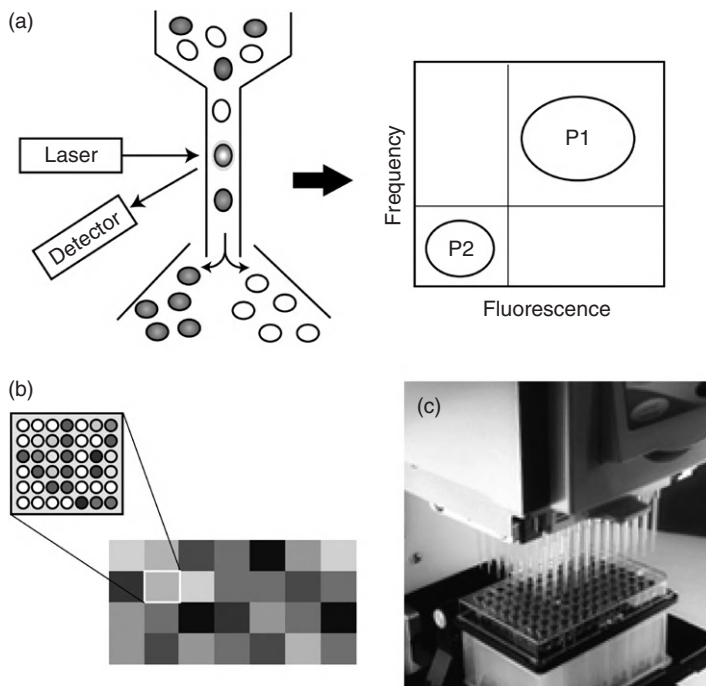 (a)
Laser
Detector
Frequency
P1
P2
Fluorescence
(b)
(c)